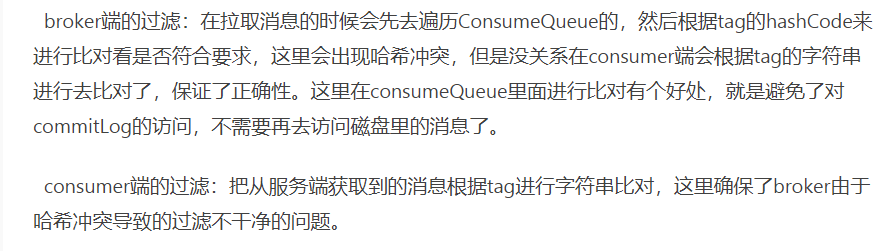 broker端的过滤：在拉取消息的时候会先去遍历ConsumeQueue的，然后根据tag的hashCode来
进行比对看是否符合要求，这里会出现哈希冲突，但是没关系在consumer端会根据tag的字符串
进行去比对了，保证了正确性。这里在consumeQueue里面进行比对有个好处，就是避免了对
commitLog的访问，不需要再去访问磁盘里的消息了。
consumer端的过滤：把从服务端获取到的消息根据tag进行字符串比对，这里确保了broker由于
哈希冲突导致的过滤不干净的问题。